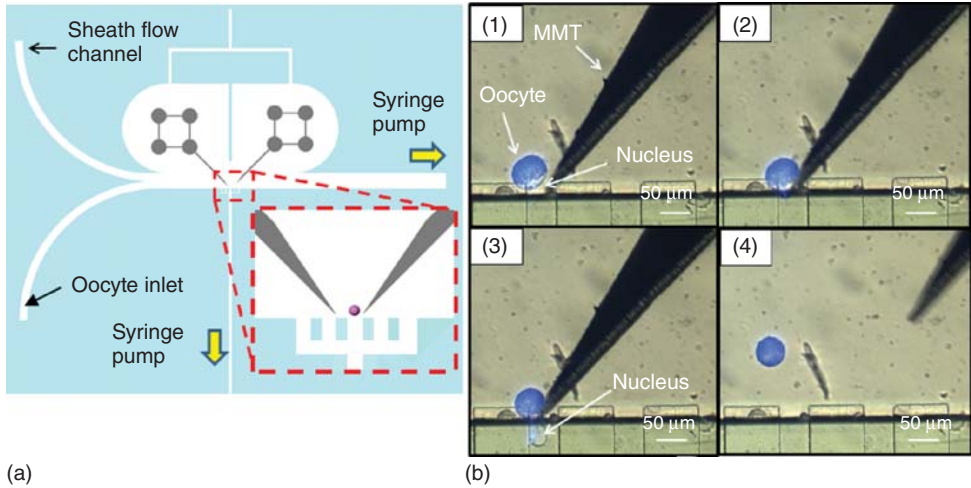 Sheath flow
channel
Syringe
pump
Oocyte inlet
Syringe
pump
(a)
(1)
MMT
Oocyte
Nucleus
50 μm
(2)
50 μm
(3)
Nucleus
50 μm
(4)
50 μm
(b)